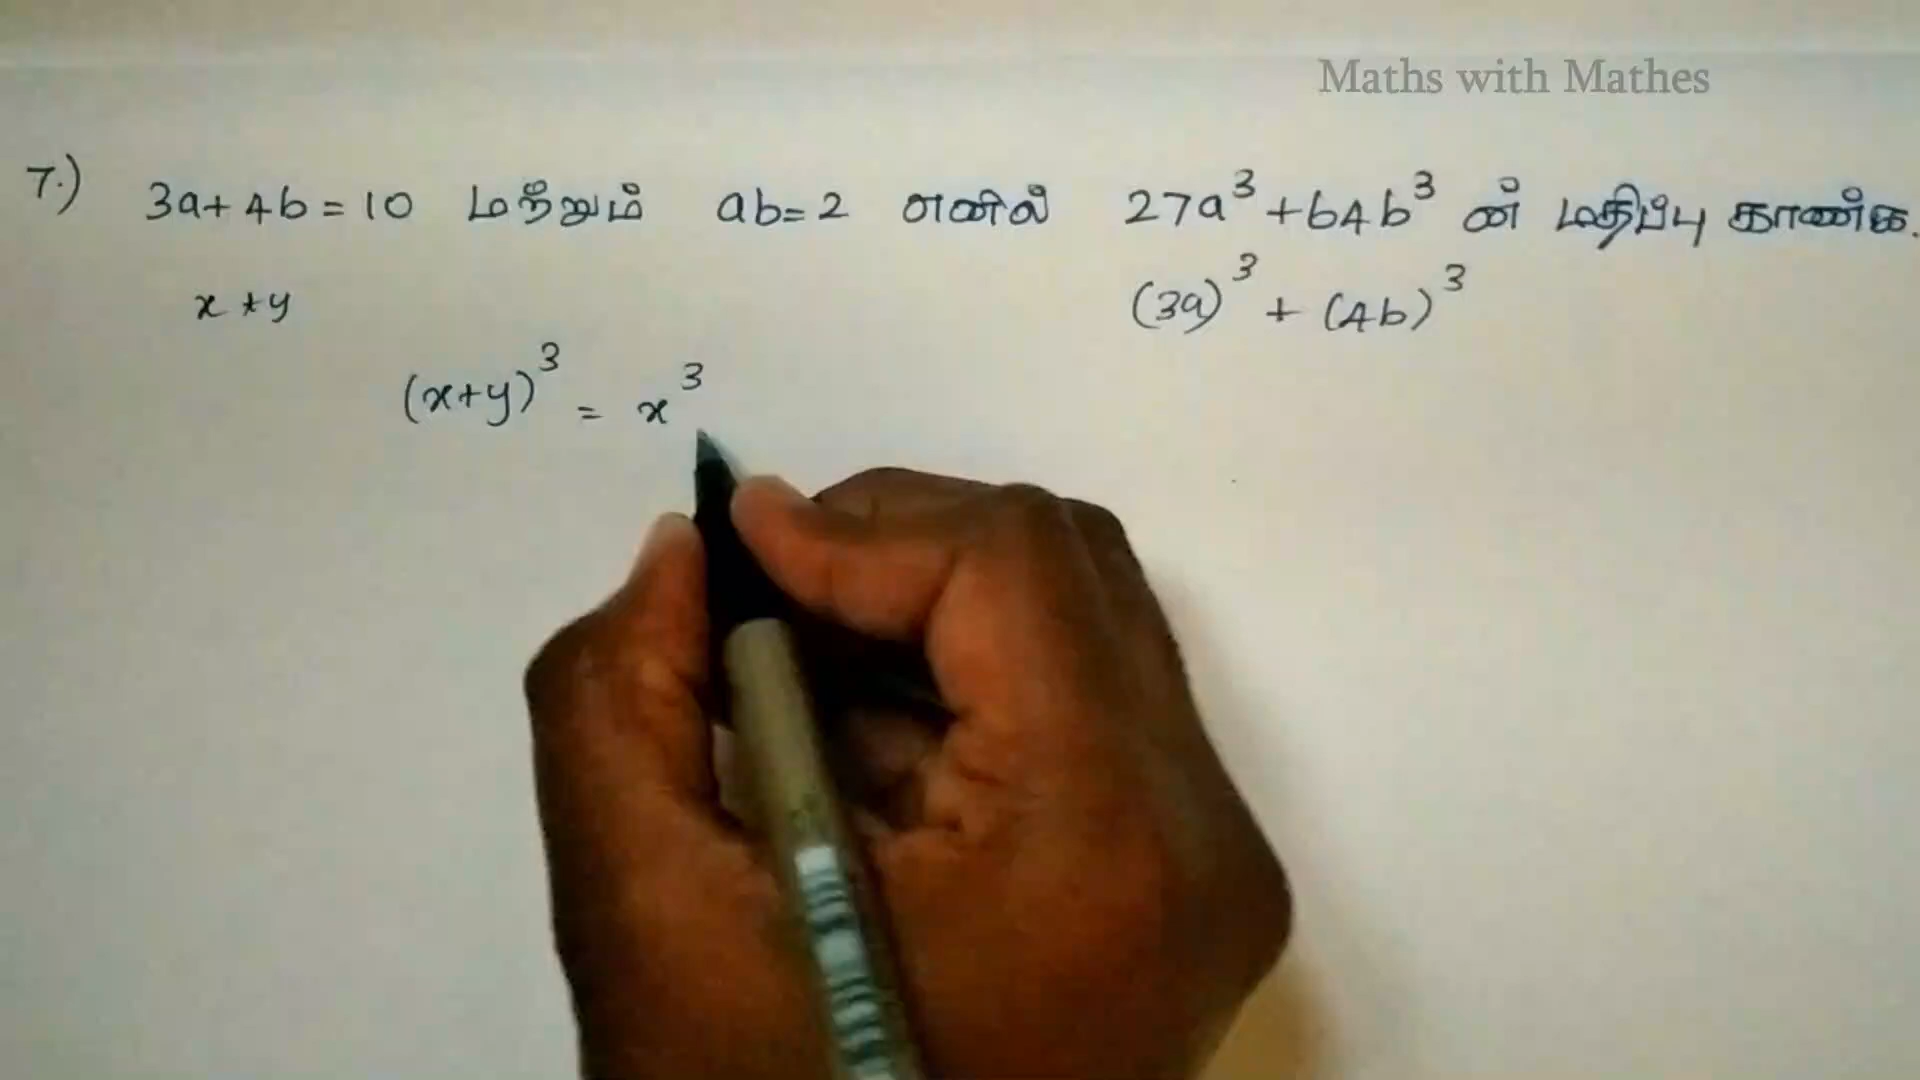 Maths with Mathes
7.) 3a+4b=10 மற்றும் ab=2 எனில் 27a³+64b³ ன் மதிப்பு காண்க.
x+y (3a)³ + (4b)³
(x+y)³ = x³